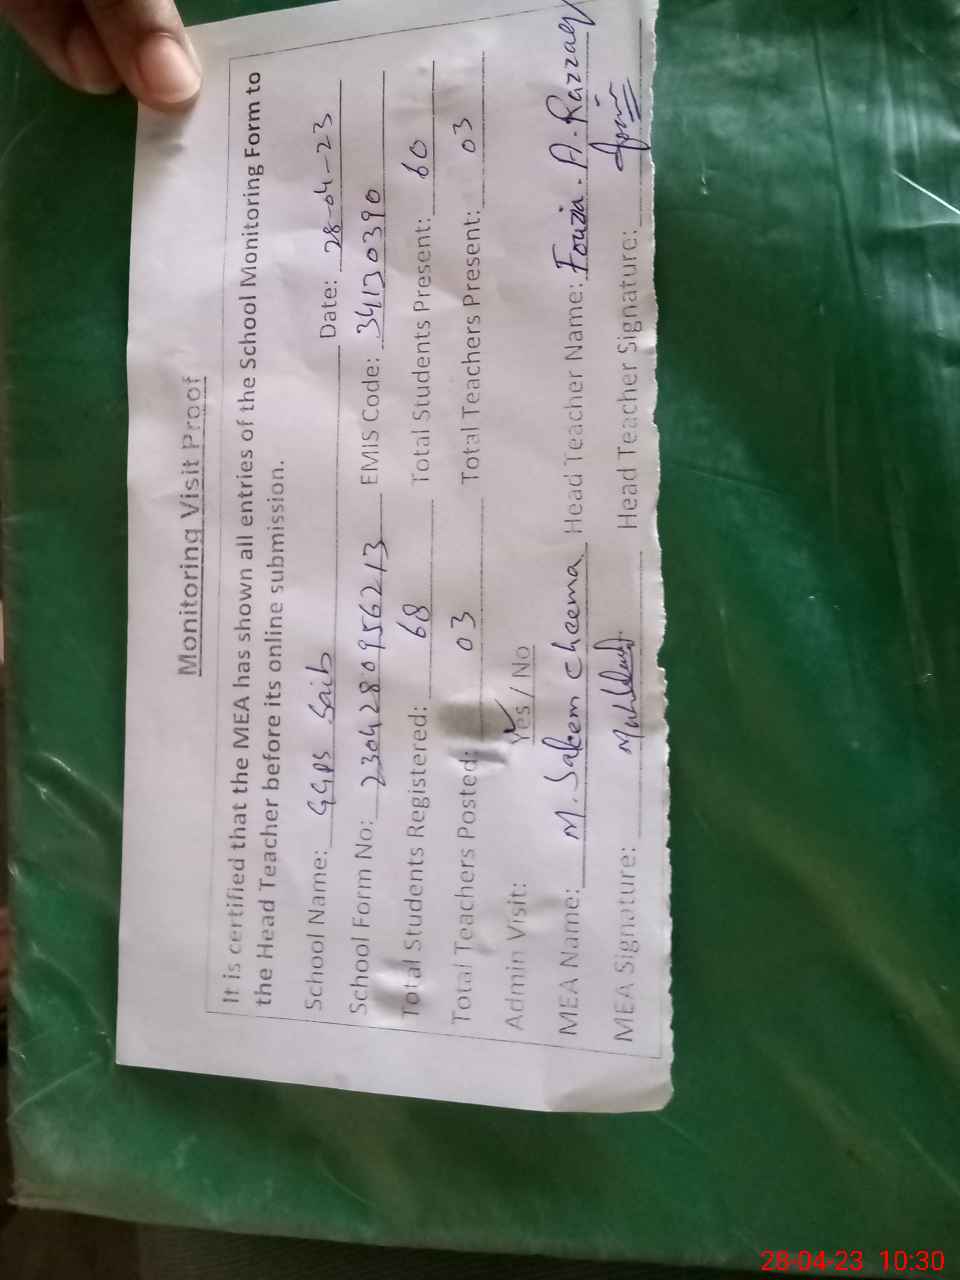 Monitoring Visit Proof
It is certified that the MEA has shown all entries of the School Monitoring Form to
the Head Teacher before its online submission.
School Name: GGPS Saib Date: 28-04-23
School Form No: 2304280956213 EMIS Code: 34130390
Total Students Registered: 68 Total Students Present: 60
Total Teachers Posted: 03 Total Teachers Present: 03
Admin Visit: Yes / No
MEA Name: M. Saleem Cheema Head Teacher Name: Fouzia. A. Razzaq
MEA Signature: Head Teacher Signature:
28-04-23 10:30